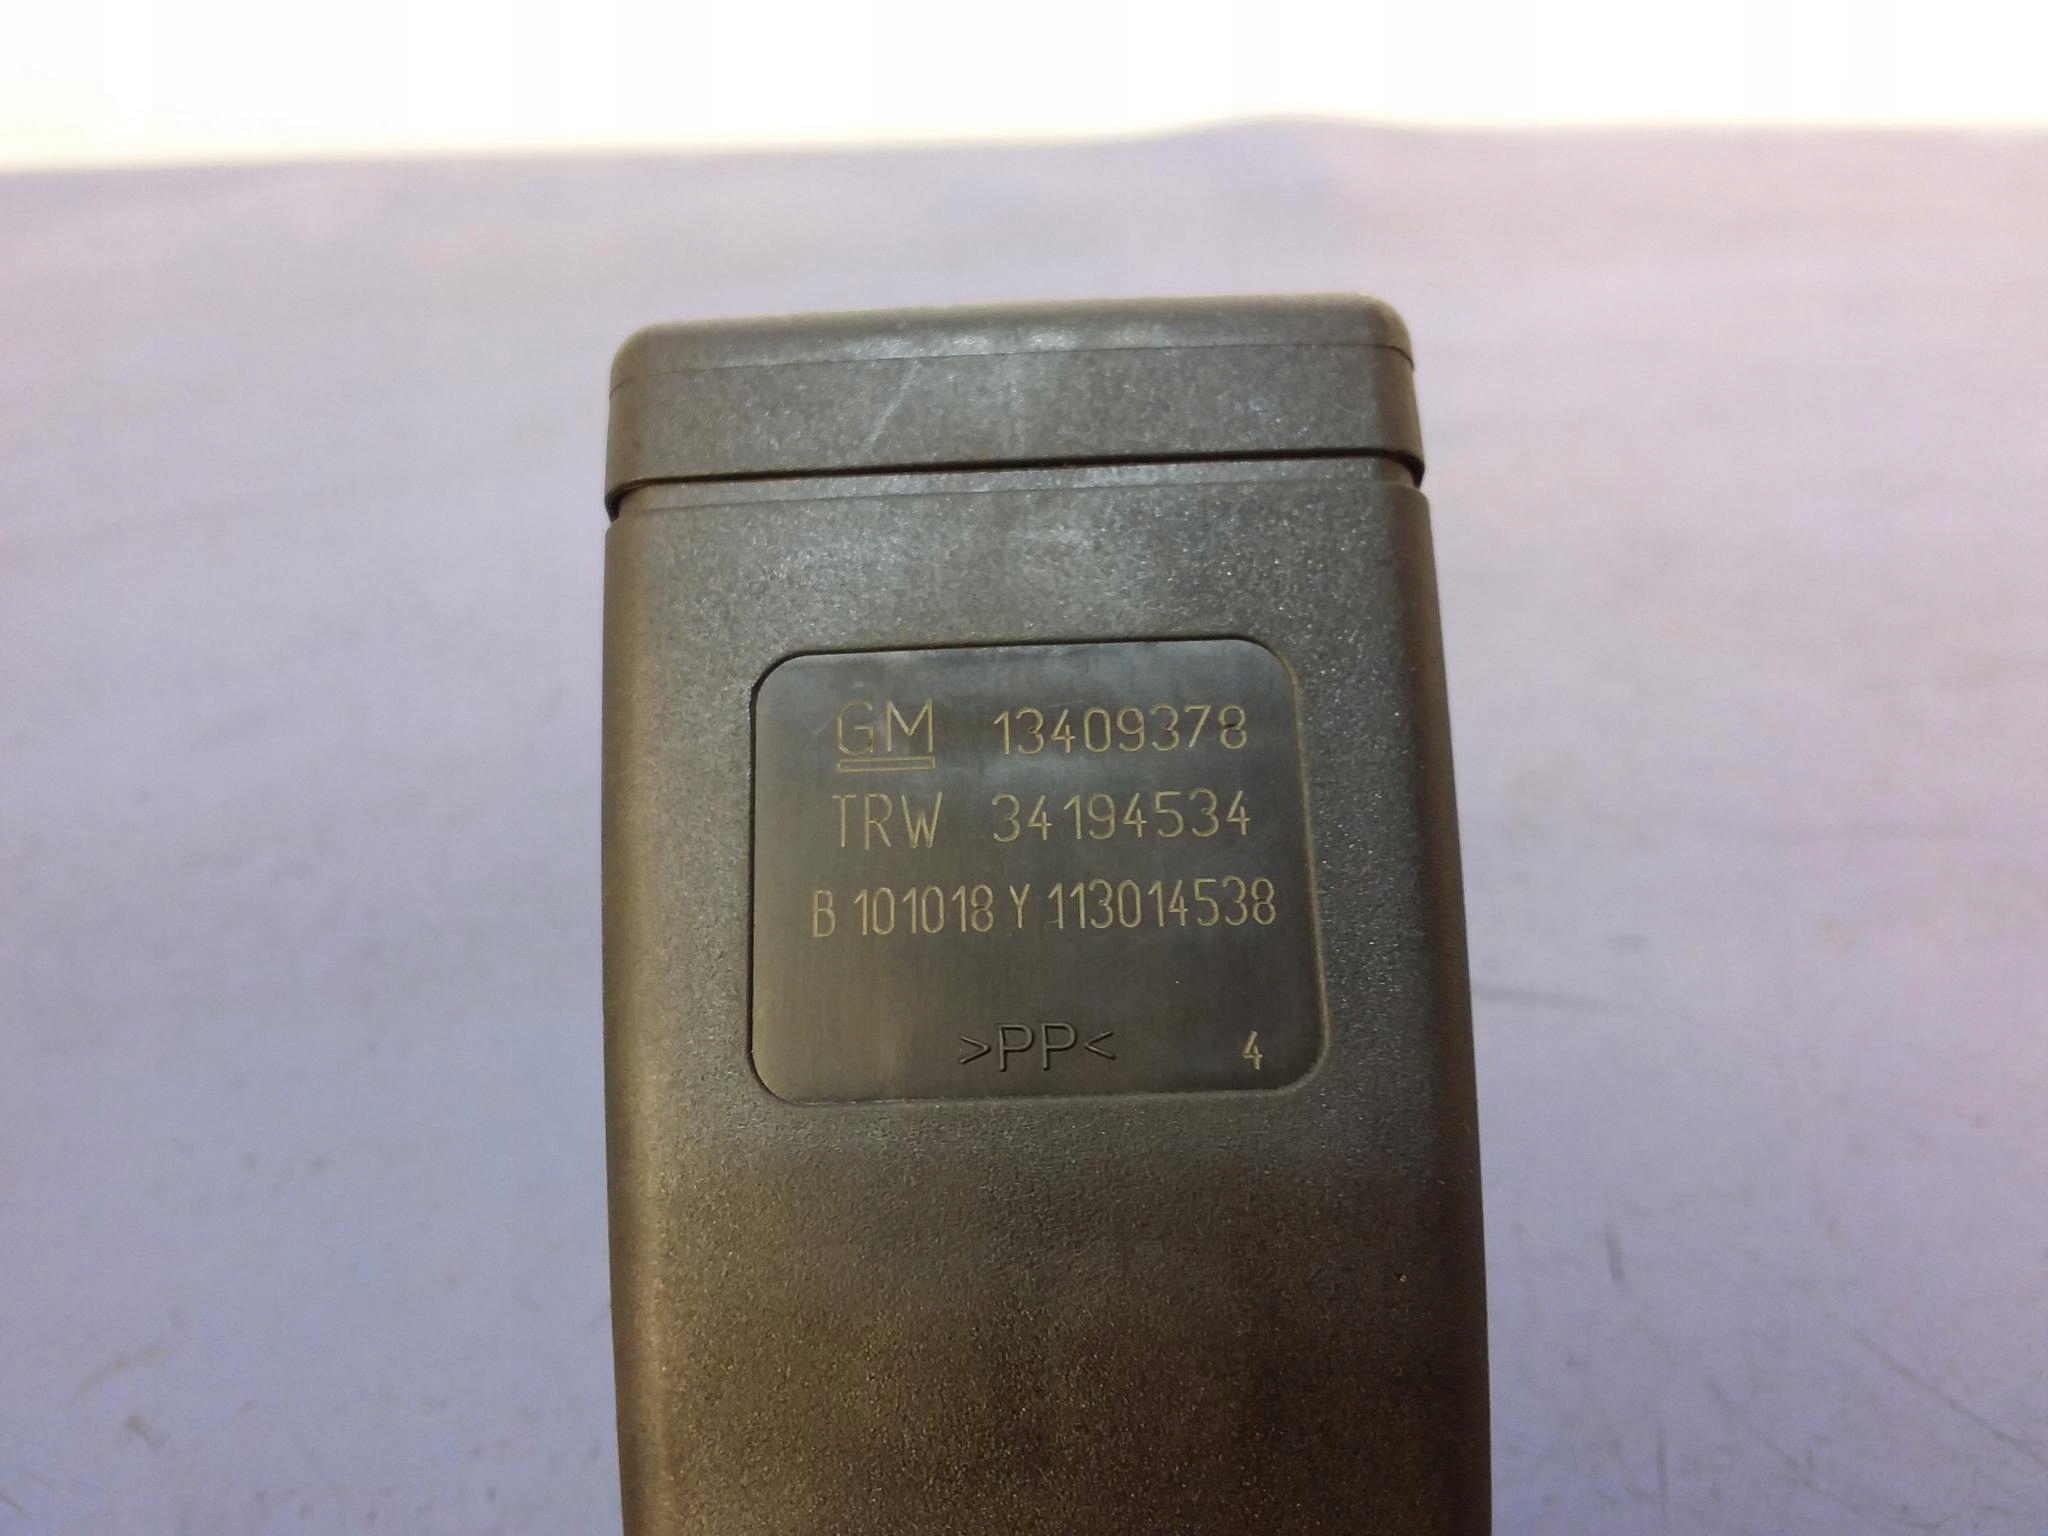 GM 13409378
TRW 34194534
B 101018 Y 113014538
>PP< 4